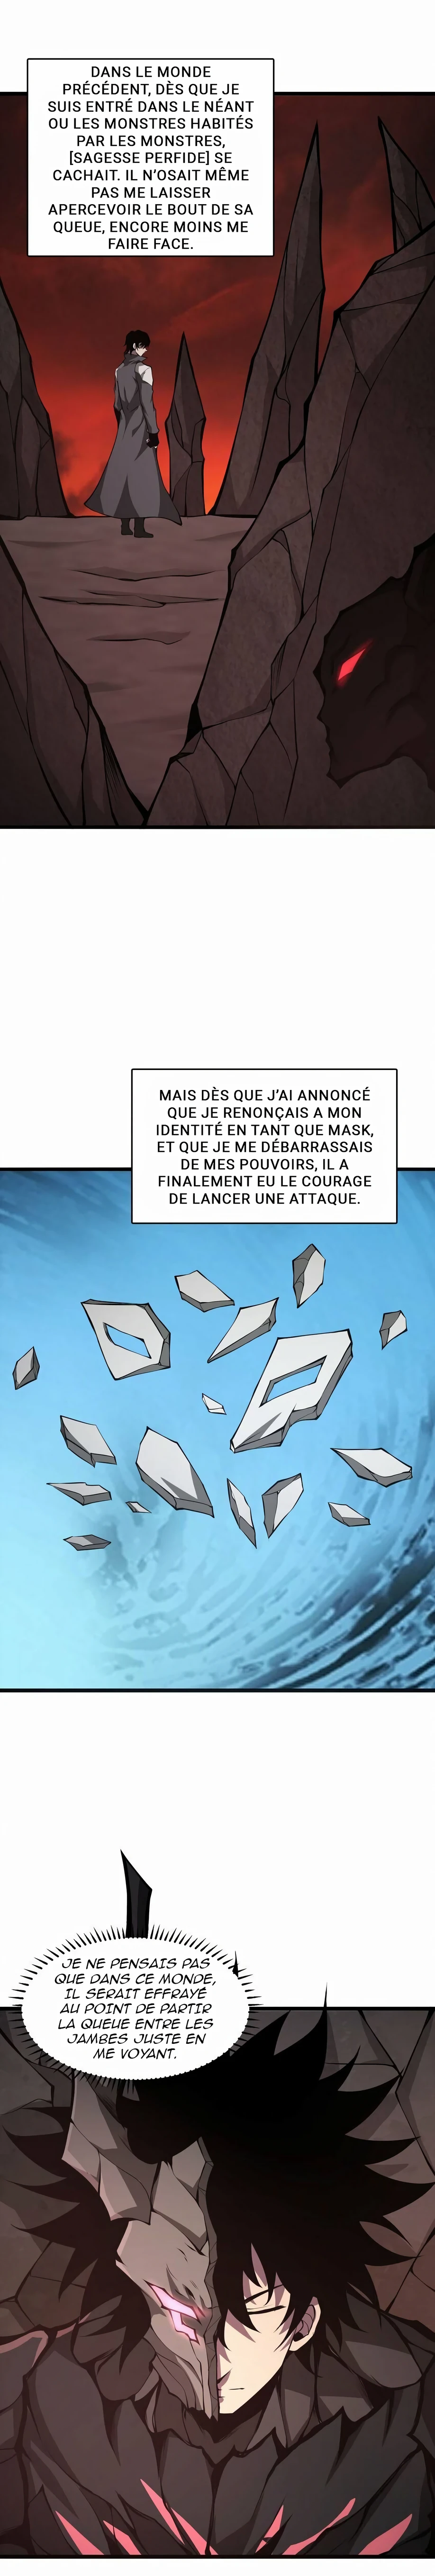 DANS LE MONDE
PRÉCÉDENT, DÈS QUE JE
SUIS ENTRÉ DANS LE NÉANT
OU LES MONSTRES HABITÉS
PAR LES MONSTRES,
[SAGESSE PERFIDE] SE
CACHAIT. IL N'OSAIT MÊME
PAS ME LAISSER
APERCEVOIR LE BOUT DE SA
QUEUE, ENCORE MOINS ME
FAIRE FACE.
MAIS DÈS QUE J'AI ANNONCÉ
QUE JE RENONÇAIS A MON
IDENTITÉ EN TANT QUE MASK,
ET QUE JE ME DÉBARRASSAIS
DE MES POUVOIRS, IL A
FINALEMENT EU LE COURAGE
DE LANCER UNE ATTAQUE.
JE NE PENSAIS PAS
QUE DANS CE MONDE,
IL SERAIT EFFRAYÉ
AU POINT DE PARTIR
LA QUEUE ENTRE LES
JAMBES JUSTE EN
ME VOYANT.